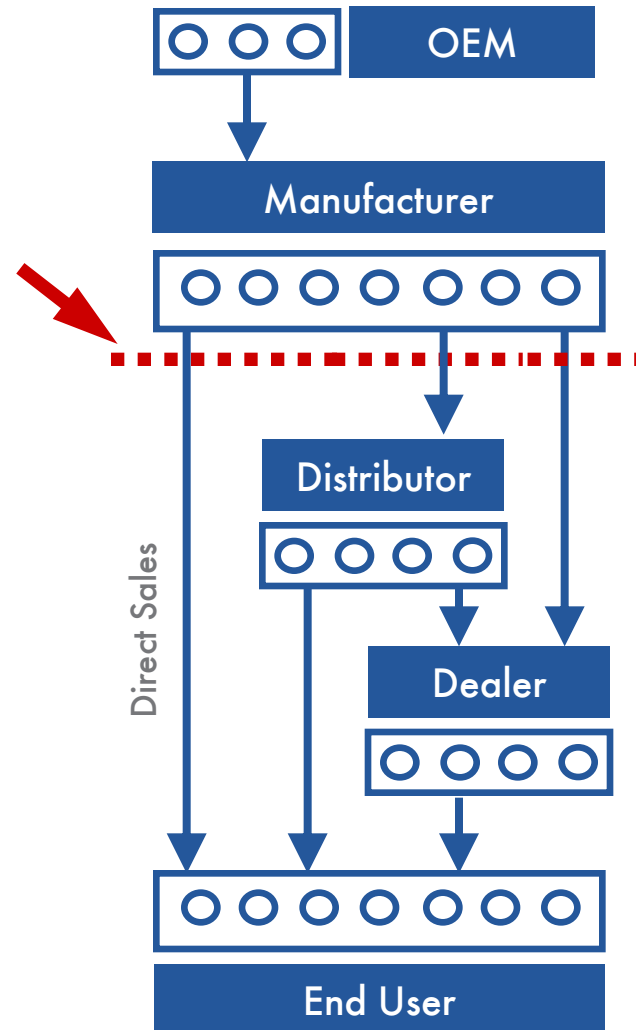 OEM
Manufacturer
Distributor
Direct Sales
Dealer
End User